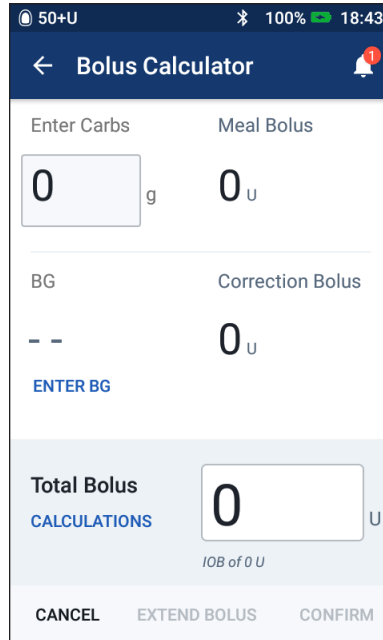 50+U 100% 18:43
Bolus Calculator 1
Enter Carbs Meal Bolus
0 g 0 U
BG Correction Bolus
- - 0 U
ENTER BG
Total Bolus 0 U
CALCULATIONS
IOB of 0 U
CANCEL EXTEND BOLUS CONFIRM